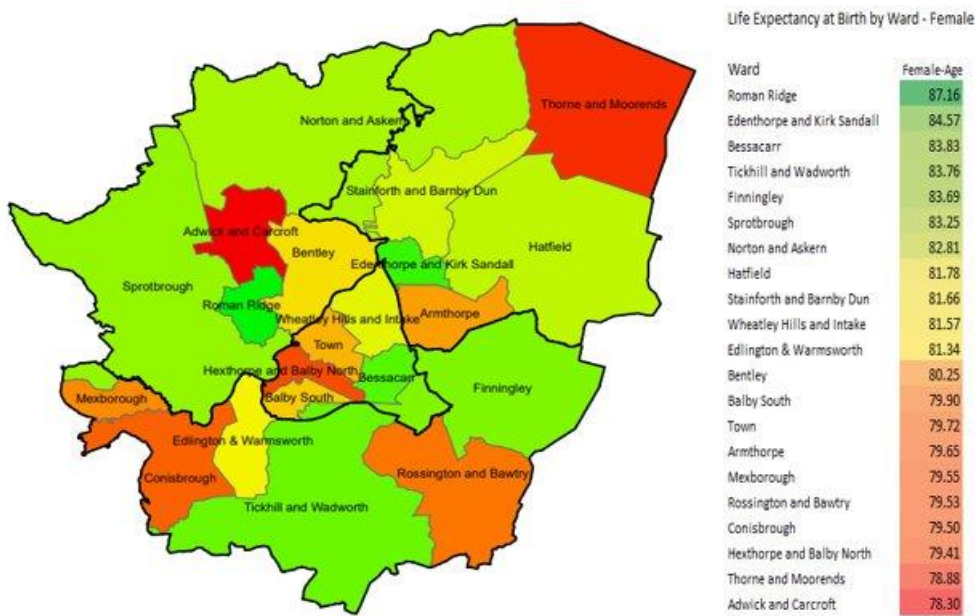 Life Expectancy at Birth by Ward - Female
Ward Female-Age
Roman Ridge 87.16
Edenthorpe and Kirk Sandall 84.57
Bessacarr 83.83
Tickhill and Wadworth 83.76
Finningley 83.69
Sprotbrough 83.25
Norton and Askern 82.81
Hatfield 81.78
Stainforth and Barnby Dun 81.66
Wheatley Hills and Intake 81.57
Edlington & Warmsworth 81.34
Bentley 80.25
Balby South 79.90
Town 79.72
Armthorpe 79.65
Mexborough 79.55
Rossington and Bawtry 79.53
Conisbrough 79.50
Hexthorpe and Balby North 79.41
Thorne and Moorends 78.88
Adwick and Carcroft 78.30
Thorne and Moorends
Norton and Askern
Stainforth and Barnby Dun
Adwick and Carcroft
Hatfield
Bentley
Edenthorpe and Kirk Sandall
Sprotbrough
Roman Ridge
Armthorpe
Wheatley Hills and Intake
Town
Hexthorpe and Balby North
Bessacarr
Finningley
Mexborough
Balby South
Edlington & Warmsworth
Conisbrough
Rossington and Bawtry
Tickhill and Wadworth